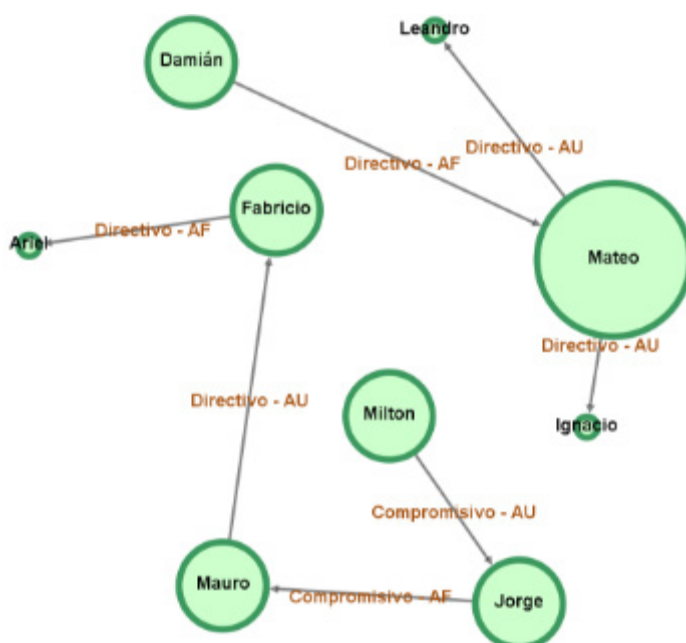 Leandro
Damián
Directivo - AU
Directivo - AF
Fabricio
Directivo - AF
Ariel
Mateo
Directivo - AU
Directivo - AU
Milton
Ignacio
Compromisivo - AU
Mauro
Compromisivo - AF
Jorge